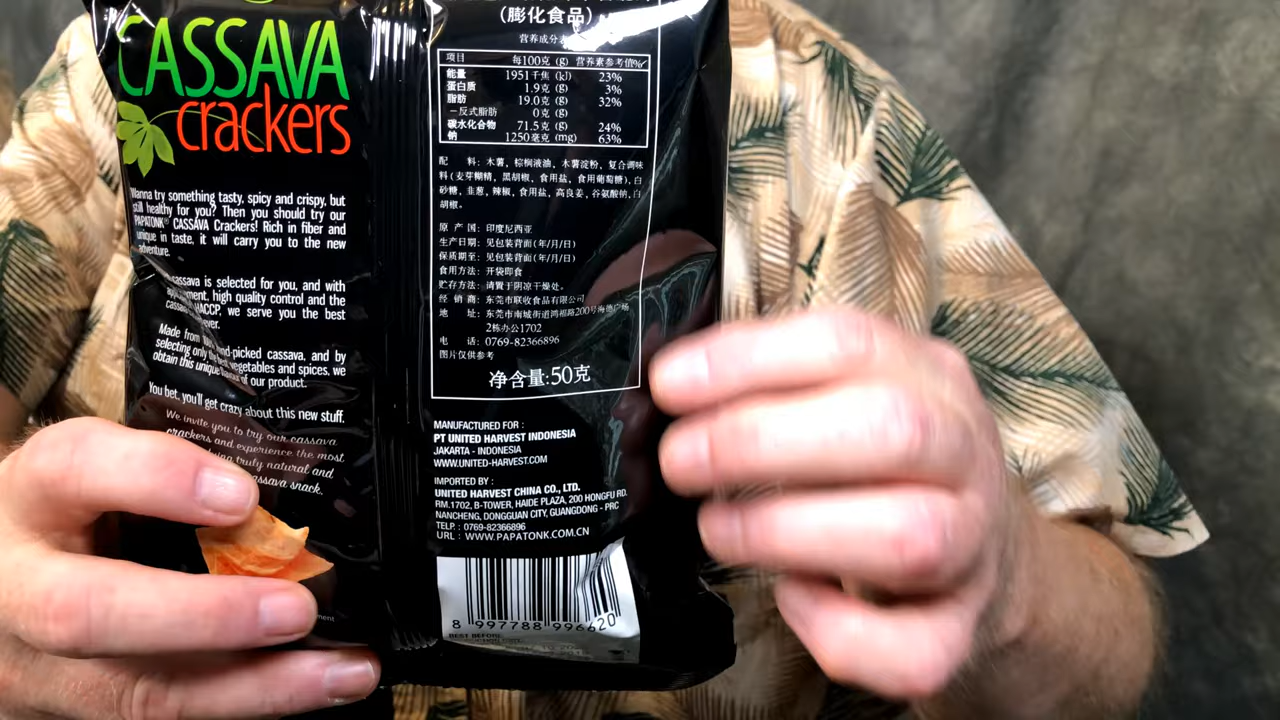 CASSAVA
crackers
Wanna try something tasty, spicy and crispy, but
still healthy for you? Then you should try our
PAPATONK® CASSAVA Crackers! Rich in fiber and
unique in taste, it will carry you to the new
adventure.
cassava is selected for you, and with
high quality control and the
HACCP, we serve you the best
ever.
Made from hand-picked cassava, and by
selecting only the best vegetables and spices, we
obtain this unique of our product.
You bet, you'll get crazy about this new stuff.
We invite you to try our cassava
crackers and experience the most
truly natural and
cassava snack.
(膨化食品)
营养成分表
项目 每100克 (g) 营养素参考值%
能量 1951千焦 (kJ) 23%
蛋白质 1.9克 (g) 3%
脂肪 19.0克 (g) 32%
－反式脂肪 0克 (g)
碳水化合物 71.5克 (g) 24%
钠 1250毫克 (mg) 63%
配 料: 木薯, 棕榈液油, 木薯淀粉, 复合调味
料(麦芽糊精, 黑胡椒, 食用盐, 食用葡萄糖), 白
砂糖, 韭葱, 辣椒, 食用盐, 高良姜, 谷氨酸钠, 白
胡椒.
原 产 国: 印度尼西亚
生产日期: 见包装背面(年/月/日)
保质期至: 见包装背面(年/月/日)
食用方法: 开袋即食
贮存方法: 请置于阴凉干燥处。
经 销 商: 东莞市联收食品有限公司
地 址: 东莞市南城街道鸿福路200号海德广场
2栋办公1702
电 话: 0769-82366896
图片仅供参考
净含量:50克
MANUFACTURED FOR :
PT UNITED HARVEST INDONESIA
JAKARTA - INDONESIA
WWW.UNITED-HARVEST.COM
IMPORTED BY :
UNITED HARVEST CHINA CO., LTD.
RM.1702, B-TOWER, HAIDE PLAZA, 200 HONGFU RD.
NANCHENG, DONGGUAN CITY, GUANGDONG - PRC
TELP. : 0769-82366896
URL : WWW.PAPATONK.COM.CN
8 997788 996620
BEST BEFORE: